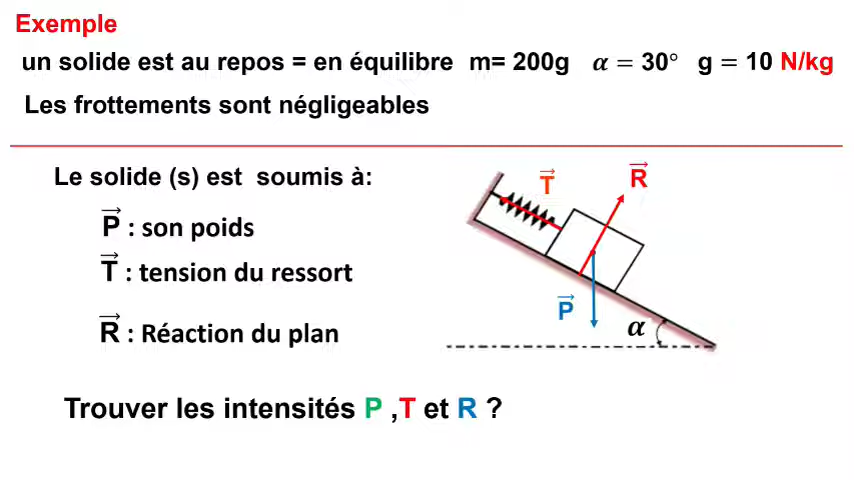 Exemple
un solide est au repos = en équilibre m= 200g α = 30° g = 10 N/kg
Les frottements sont négligeables
Le solide (s) est soumis à:
P⃗ : son poids
T⃗ : tension du ressort
R⃗ : Réaction du plan
T⃗
R⃗
P⃗
α
Trouver les intensités P ,T et R ?